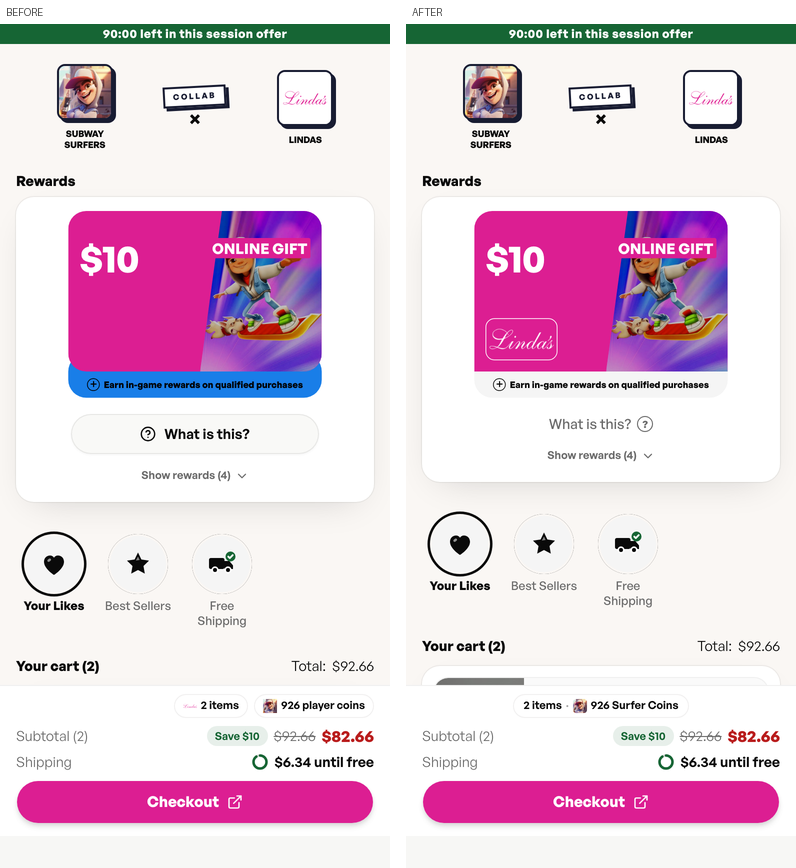 BEFORE
90:00 left in this session offer
COLLAB
Linda's
SUBWAY
SURFERS
LINDAS
Rewards
$10
ONLINE GIFT
Earn in-game rewards on qualified purchases
What is this?
Show rewards (4)
Your Likes
Best Sellers
Free
Shipping
Your cart (2)
Total: $92.66
2 items
926 player coins
Subtotal (2)
Save $10
$92.66
$82.66
Shipping
$6.34 until free
Checkout
AFTER
90:00 left in this session offer
COLLAB
Linda's
SUBWAY
SURFERS
LINDAS
Rewards
$10
ONLINE GIFT
Linda's
Earn in-game rewards on qualified purchases
What is this?
Show rewards (4)
Your Likes
Best Sellers
Free
Shipping
Your cart (2)
Total: $92.66
2 items · 926 Surfer Coins
Subtotal (2)
Save $10
$92.66
$82.66
Shipping
$6.34 until free
Checkout